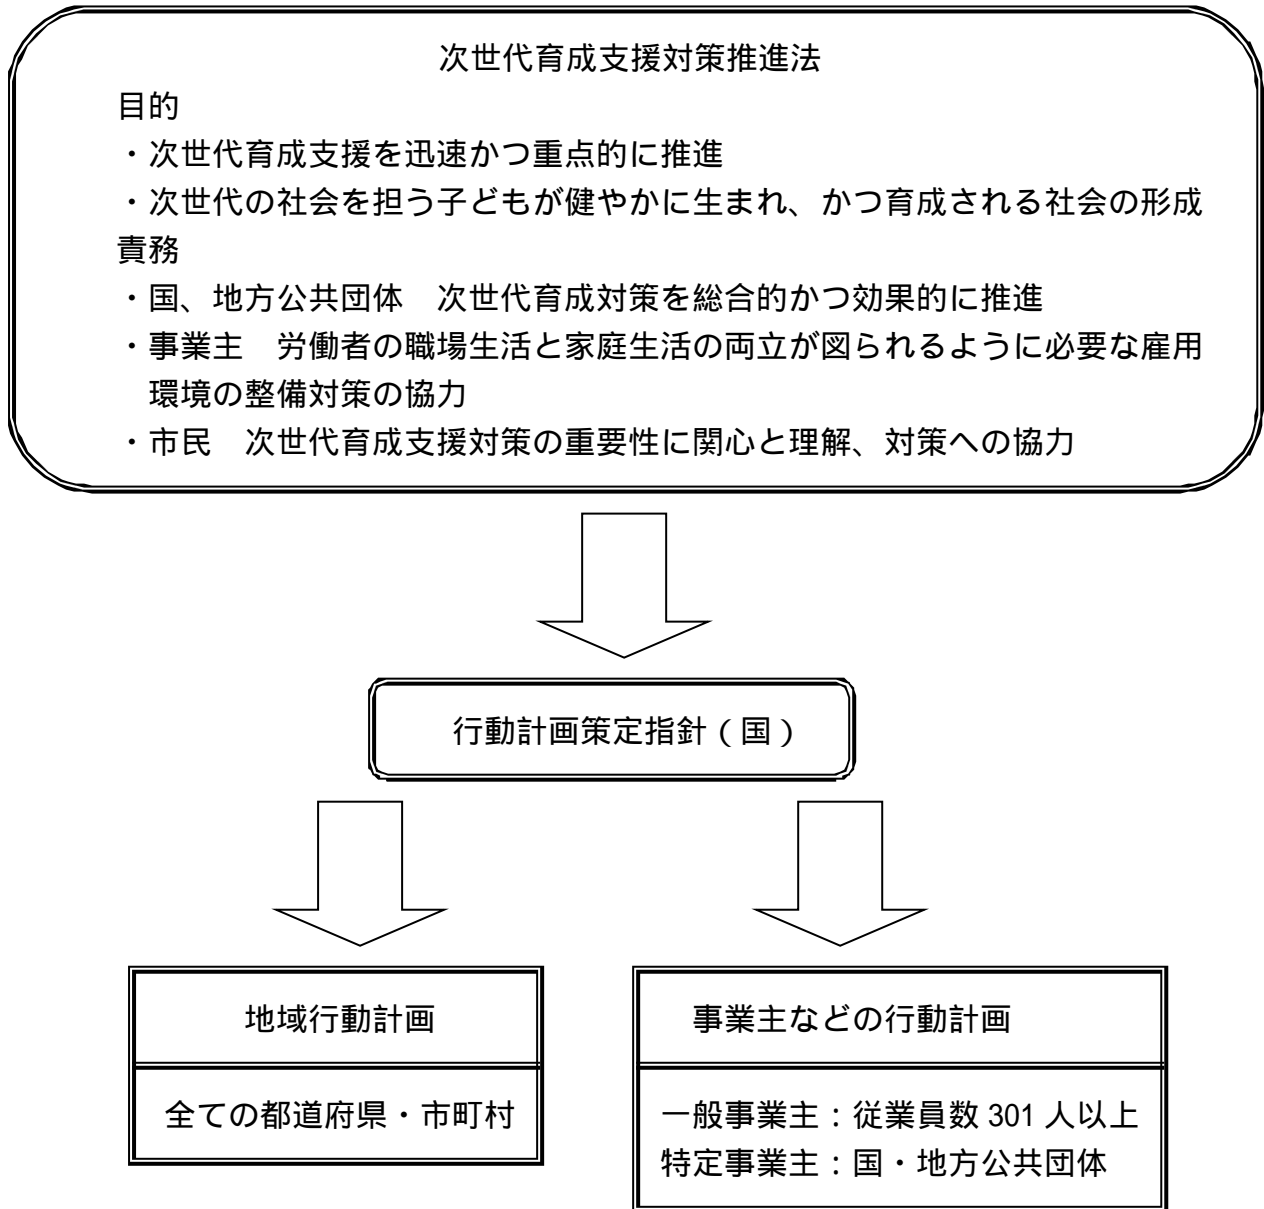 次世代育成支援対策推進法
目的
・次世代育成支援を迅速かつ重点的に推進
・次世代の社会を担う子どもが健やかに生まれ、かつ育成される社会の形成
責務
・国、地方公共団体　次世代育成対策を総合的かつ効果的に推進
・事業主　労働者の職場生活と家庭生活の両立が図られるように必要な雇用
環境の整備対策の協力
・市民　次世代育成支援対策の重要性に関心と理解、対策への協力
行動計画策定指針（国）
地域行動計画
全ての都道府県・市町村
事業主などの行動計画
一般事業主：従業員数 301 人以上
特定事業主：国・地方公共団体